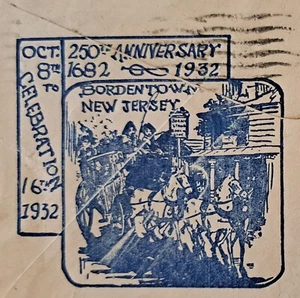 OCT. 8TH TO 16TH 1932
CELEBRATION
250TH ANNIVERSARY
1682 1932
BORDENTOWN
NEW JERSEY